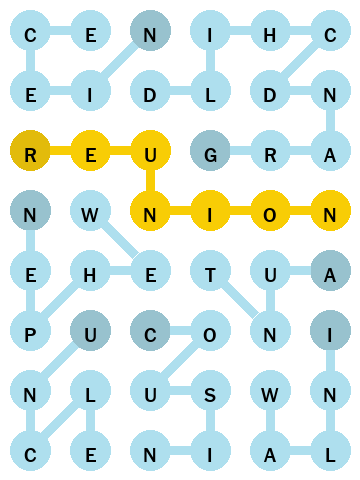 C E N I H C
E I D L D N
R E U G R A
N W N I O N
E H E T U A
P U C O N I
N L U S W N
C E N I A L